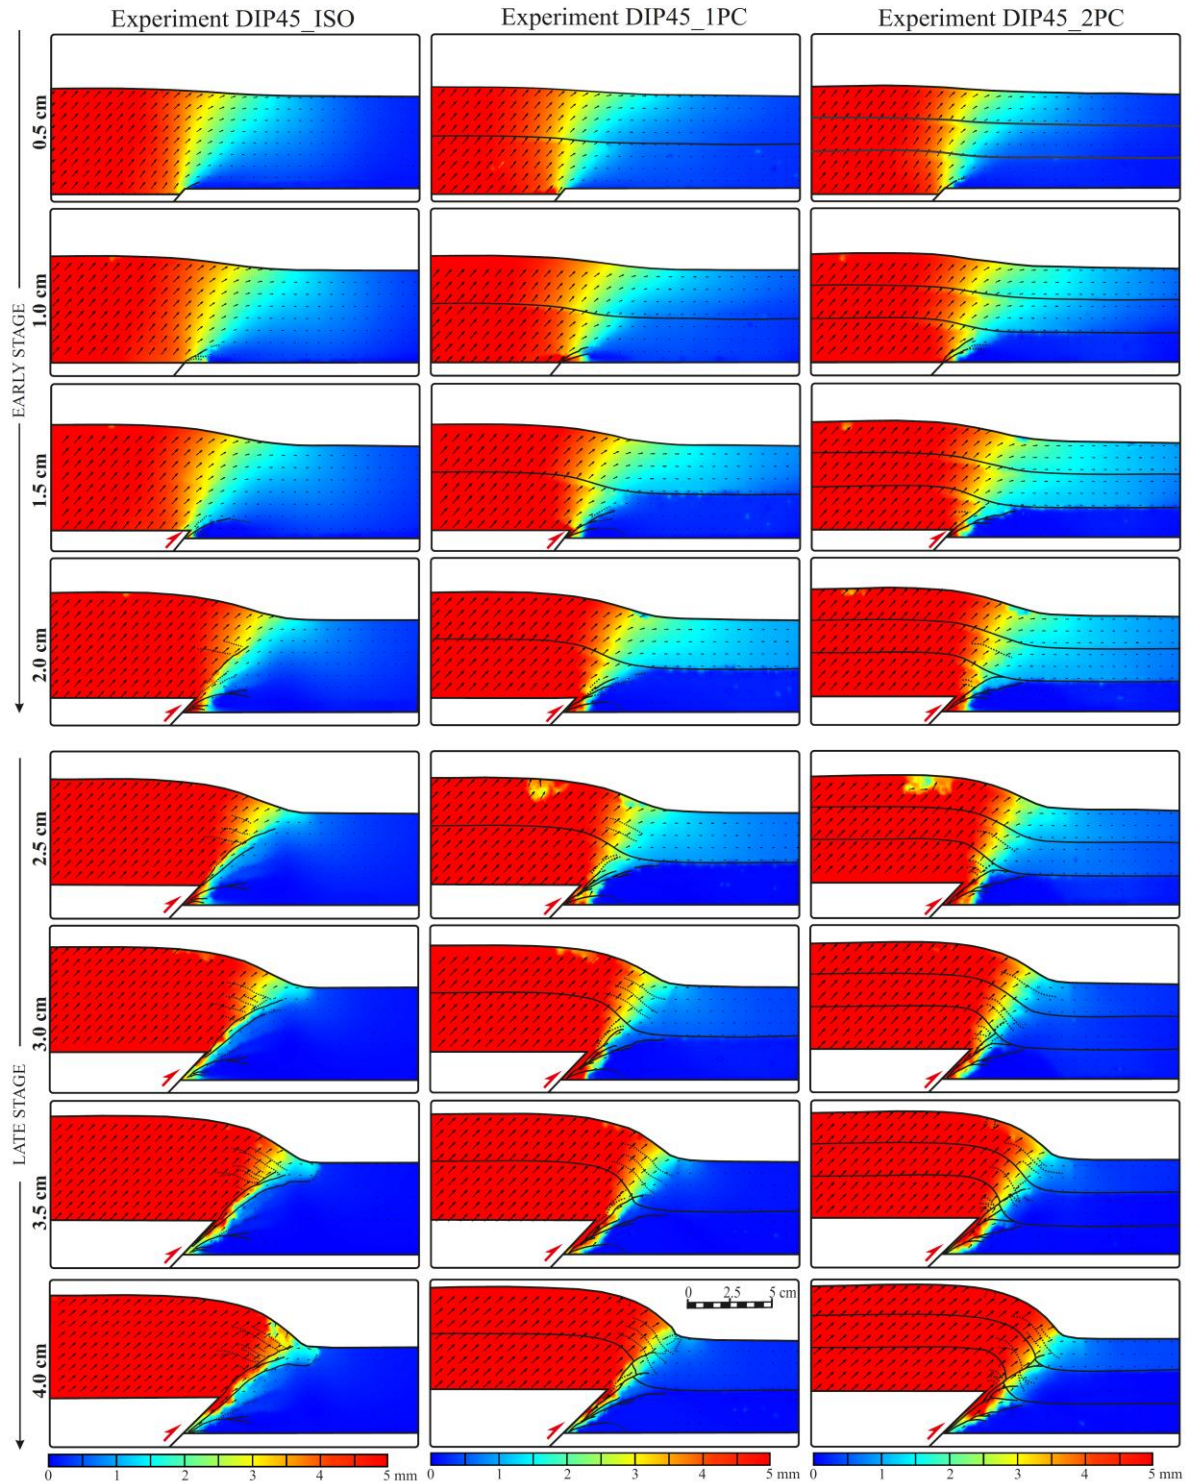 Experiment DIP45_ISO
Experiment DIP45_1PC
Experiment DIP45_2PC
EARLY STAGE
0.5 cm
1.0 cm
1.5 cm
2.0 cm
LATE STAGE
2.5 cm
3.0 cm
3.5 cm
4.0 cm
0 2.5 5 cm
0 1 2 3 4 5 mm
0 1 2 3 4 5 mm
0 1 2 3 4 5 mm